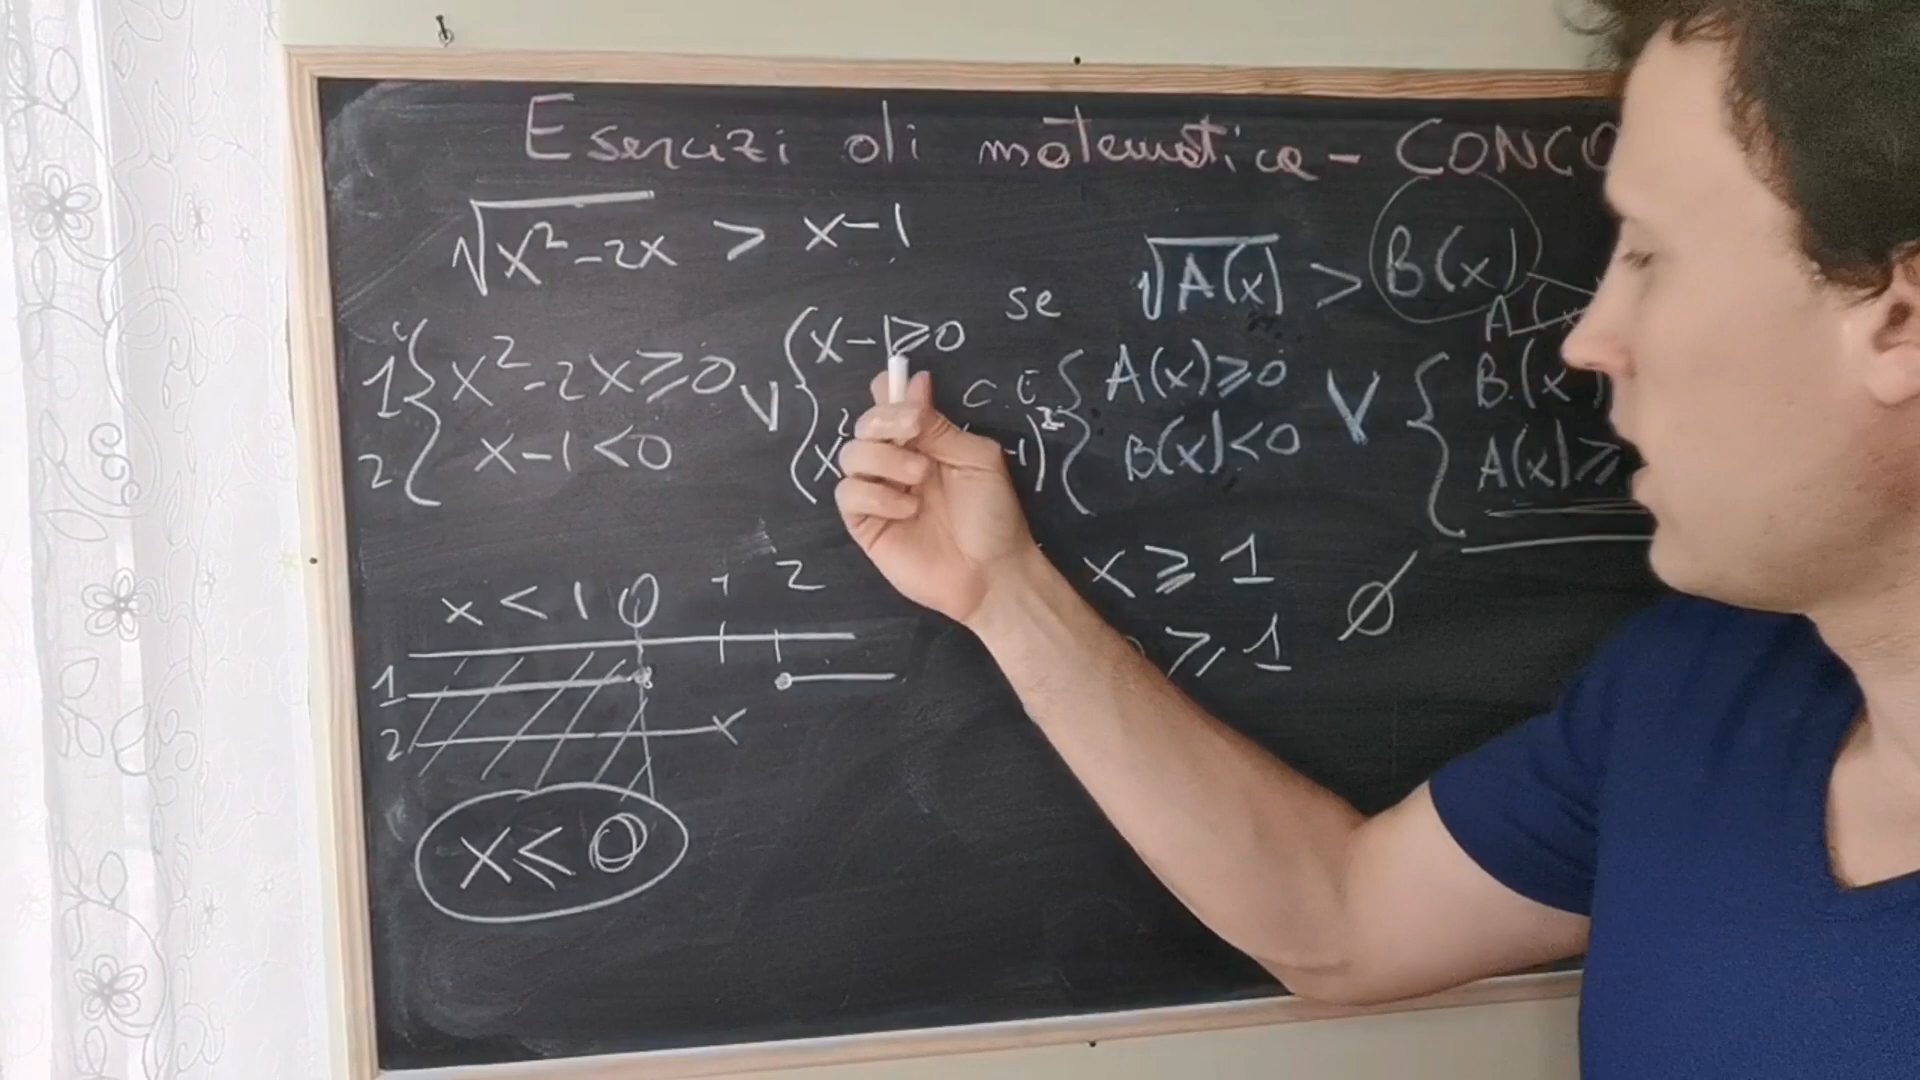 Esercizi di matematica - CONCO
√x²-2x > x-1
se √A(x) > B(x)
1 { x²-2x≥0
2 { x-1<0
V { x-1≥0
C.E. { A(x)≥0
B(x)<0
V { B(x)
A(x)≥
x < 1
0 1 2
1
2
x≤0
x ≥ 1
≥ 1
∅